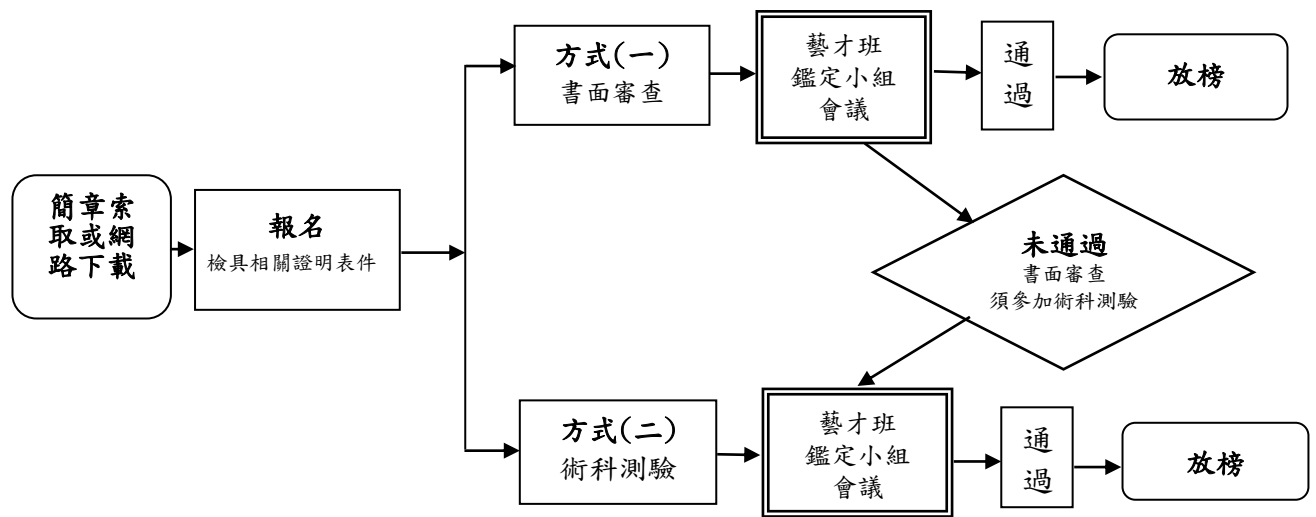 簡章索
取或網
路下載
報名
檢具相關證明表件
方式(一)
書面審查
藝才班
鑑定小組
會議
通
過
放榜
未通過
書面審查
須參加術科測驗
方式(二)
術科測驗
藝才班
鑑定小組
會議
通
過
放榜